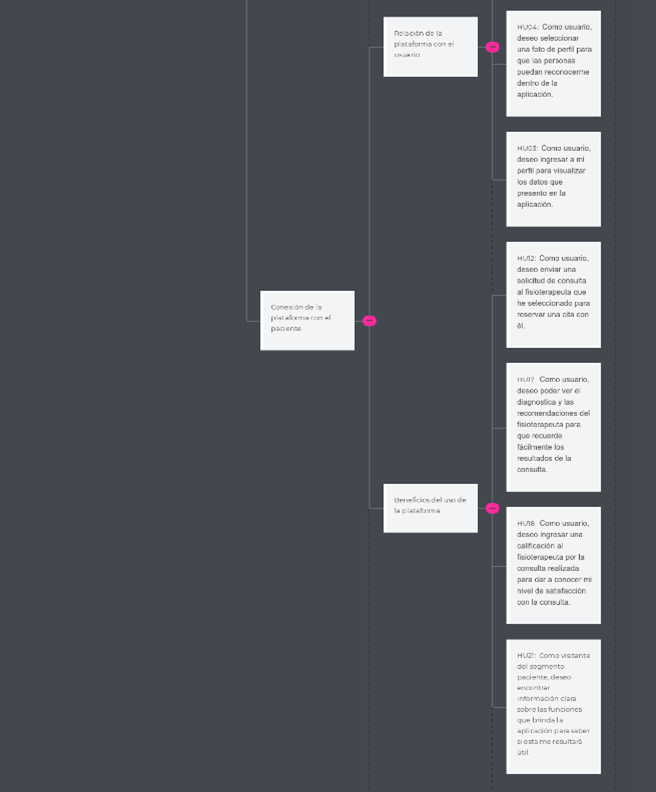 Relación de la
plataforma con el
usuario
HU04: Como usuario,
deseo seleccionar
una foto de perfil para
que las personas
puedan reconocerme
dentro de la
aplicación.
HU03: Como usuario,
deseo ingresar a mi
perfil para visualizar
los datos que
presento en la
aplicación.
Conexión de la
plataforma con el
paciente
HU12: Como usuario,
deseo enviar una
solicitud de consulta
al fisioterapeuta que
he seleccionado para
reservar una cita con
él.
HU17: Como usuario,
deseo poder ver el
diagnostico y las
recomendaciones del
fisioterapeuta para
que recuerde
fácilmente los
resultados de la
consulta.
Beneficios del uso de
la plataforma
HU18: Como usuario,
deseo ingresar una
calificación al
fisioterapeuta por la
consulta realizada
para dar a conocer mi
nivel de satisfacción
con la consulta.
HU21: Como visitante
del segmento
paciente, deseo
encontrar
información clara
sobre las funciones
que brinda la
aplicación para saber
si esta me resultará
útil.